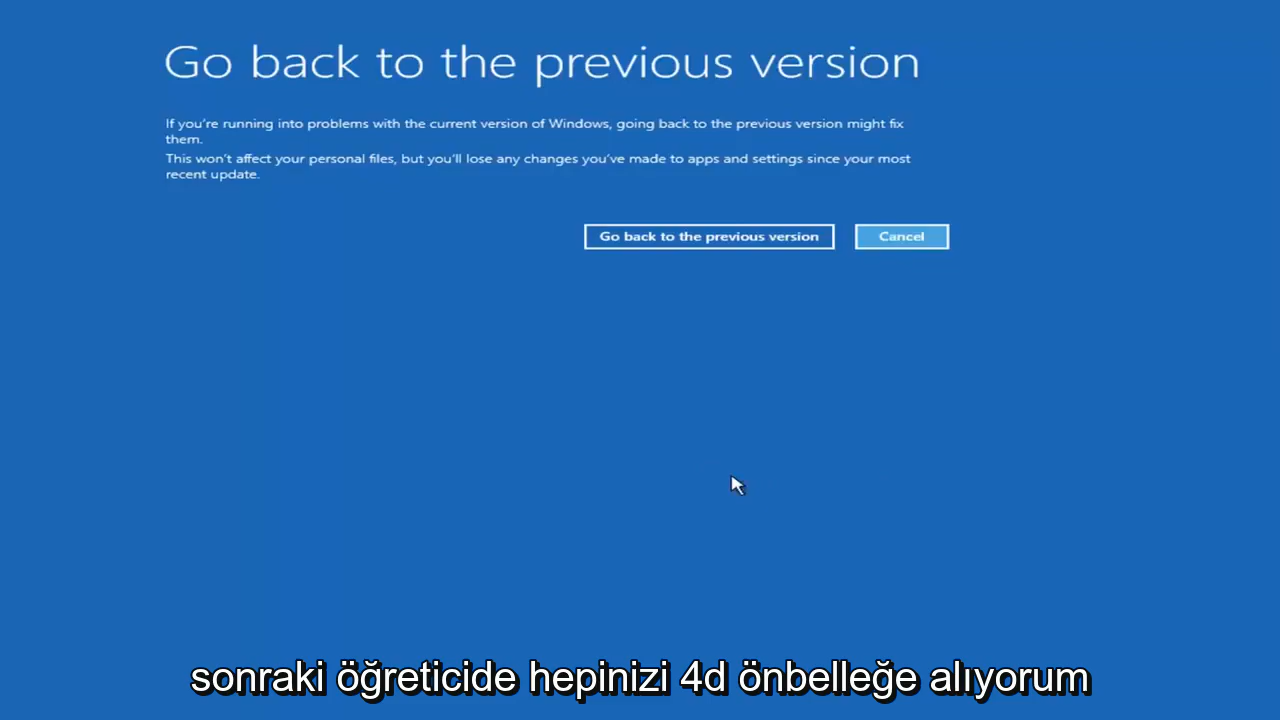 Go back to the previous version
If you're running into problems with the current version of Windows, going back to the previous version might fix
them.
This won't affect your personal files, but you'll lose any changes you've made to apps and settings since your most
recent update.
Go back to the previous version
Cancel
sonraki öğreticide hepinizi 4d önbelleğe alıyorum